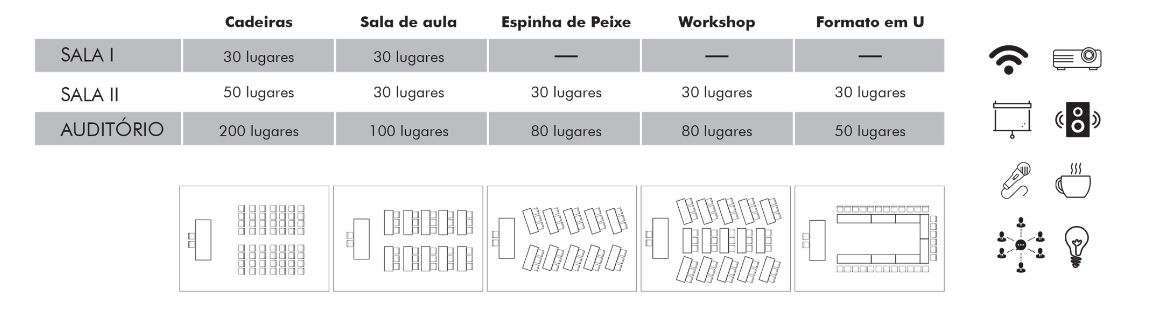 Cadeiras Sala de aula Espinha de Peixe Workshop Formato em U
SALA I 30 lugares 30 lugares — — —
SALA II 50 lugares 30 lugares 30 lugares 30 lugares 30 lugares
AUDITÓRIO 200 lugares 100 lugares 80 lugares 80 lugares 50 lugares